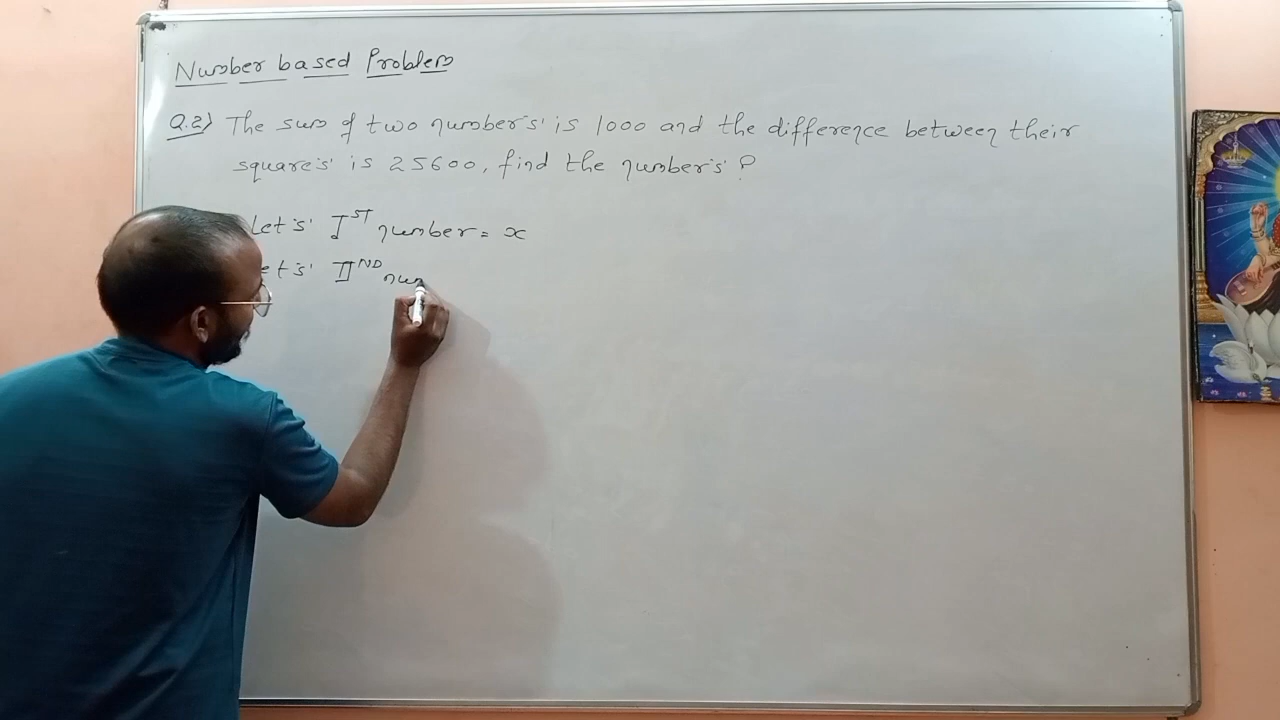 Number based Problem
Q.2) The sum of two number's' is 1000 and the difference between their
square's' is 25600, find the number's'?
Let's' Iˢᵀ number = x
et's' IIᴺᴰ num